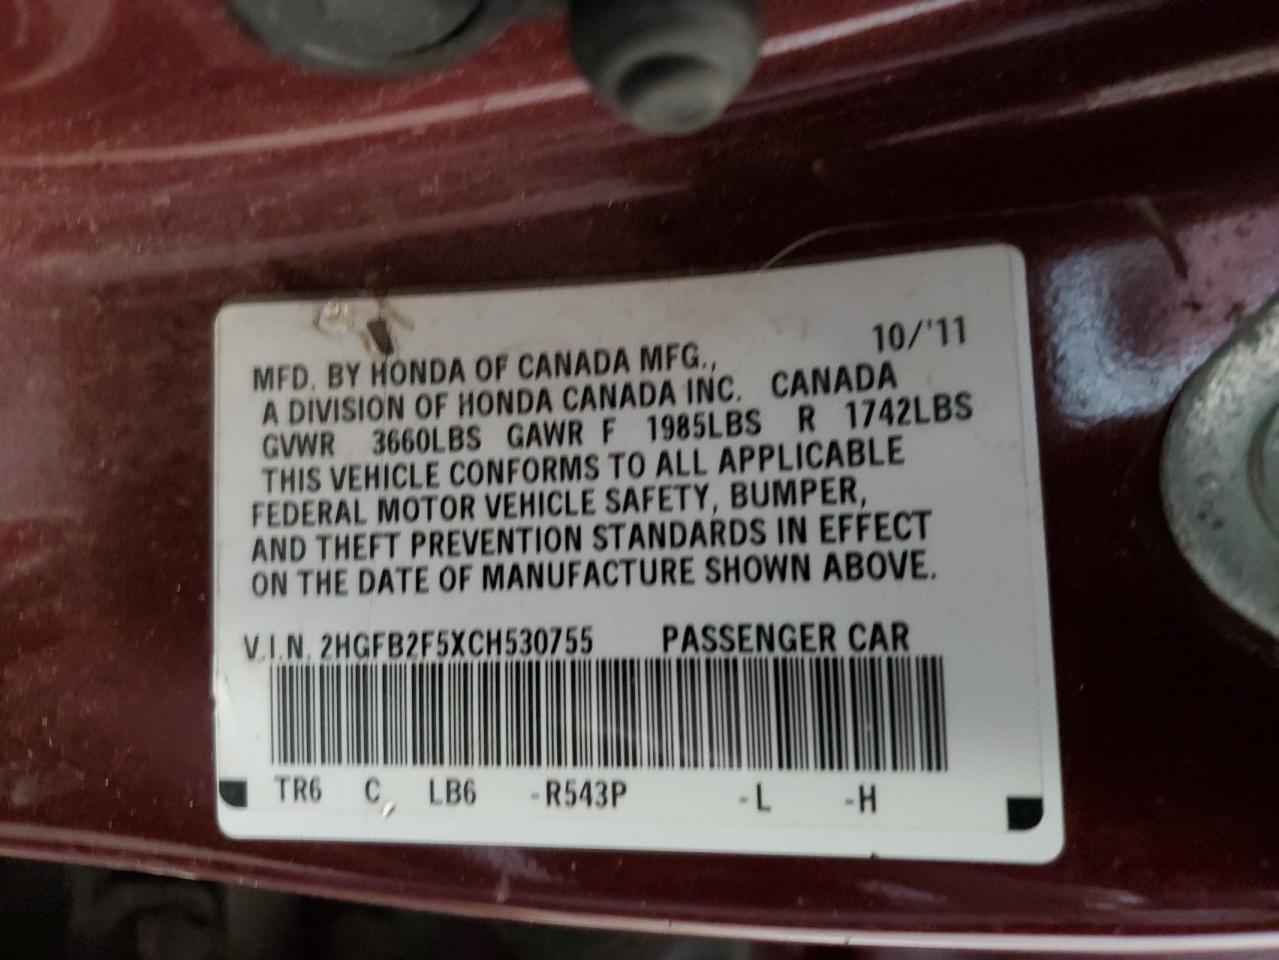 10/'11
MFD. BY HONDA OF CANADA MFG.,
A DIVISION OF HONDA CANADA INC. CANADA
GVWR 3660LBS GAWR F 1985LBS R 1742LBS
THIS VEHICLE CONFORMS TO ALL APPLICABLE
FEDERAL MOTOR VEHICLE SAFETY, BUMPER,
AND THEFT PREVENTION STANDARDS IN EFFECT
ON THE DATE OF MANUFACTURE SHOWN ABOVE.
V.I.N. 2HGFB2F5XCH530755 PASSENGER CAR
TR6 C LB6 -R543P -L -H